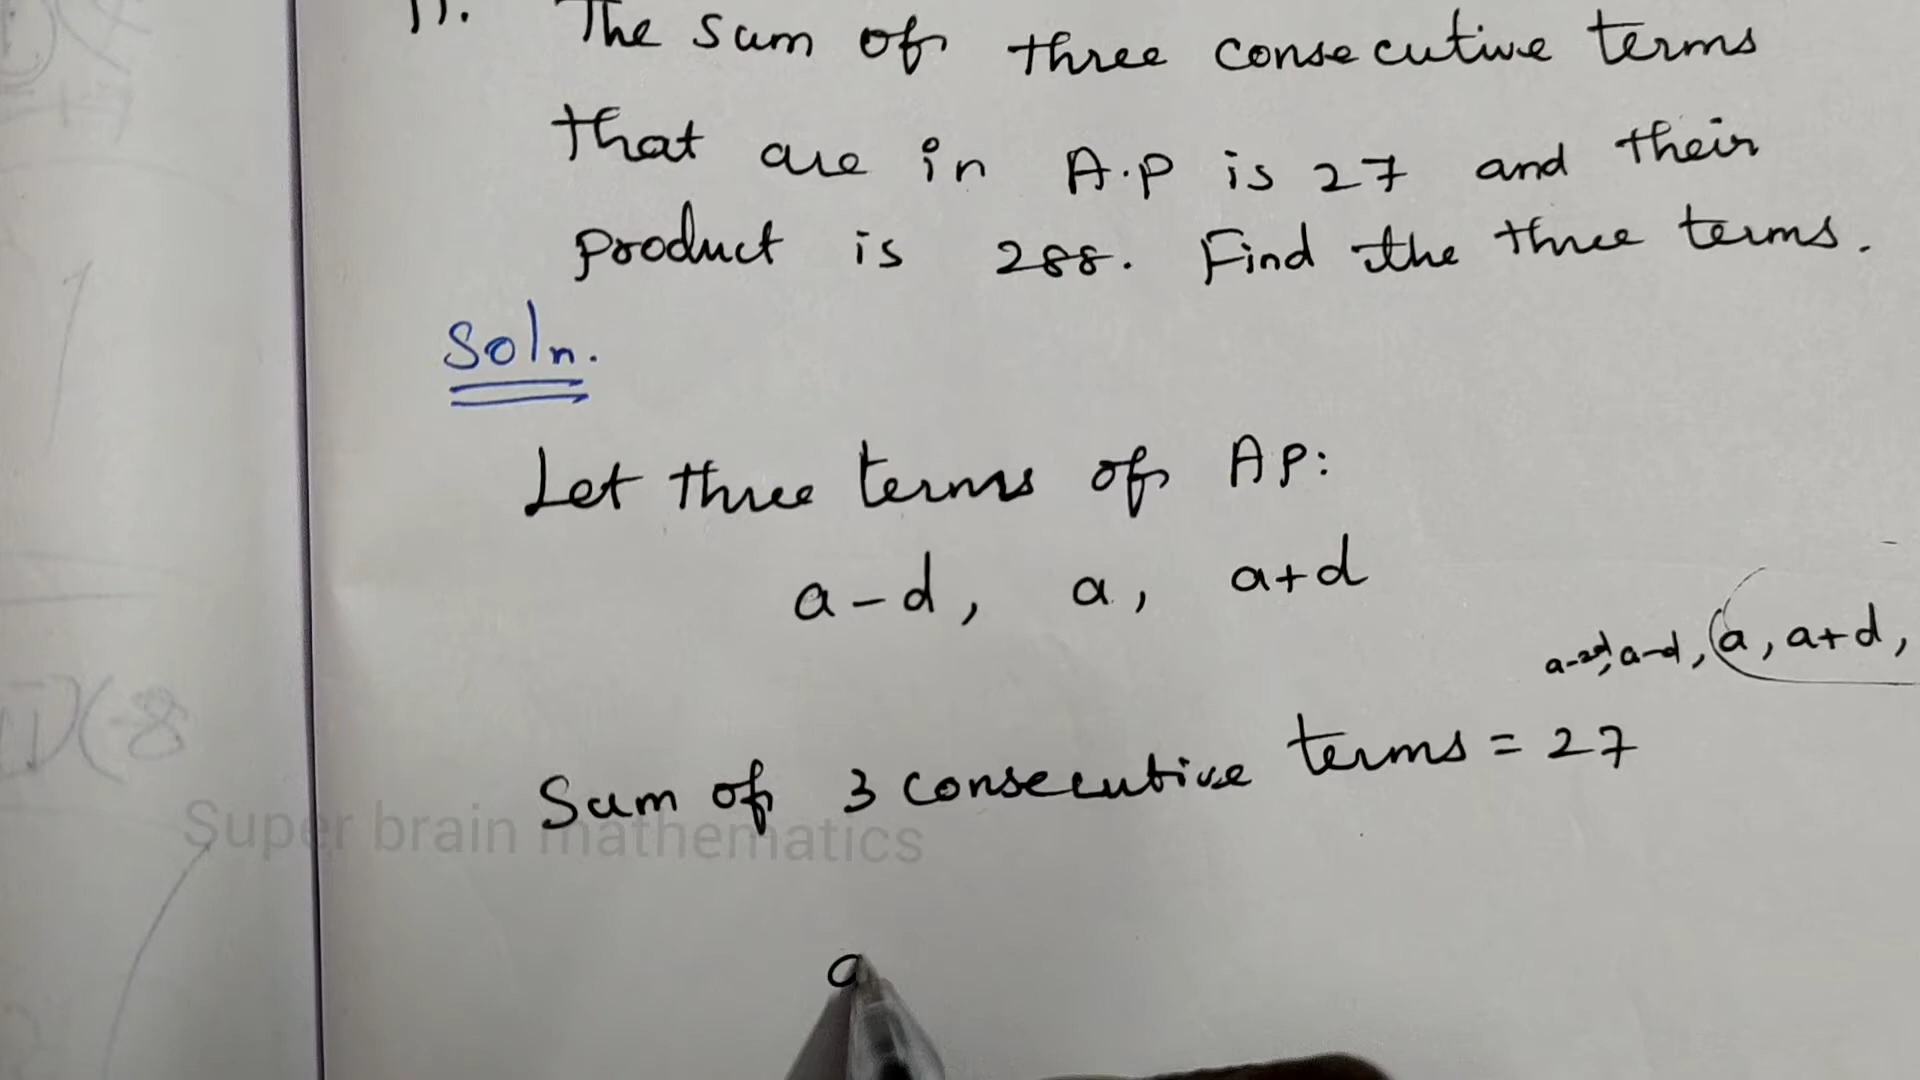 11. The sum of three consecutive terms
that are in A.P is 27 and their
product is 288. Find the three terms.
Soln.
Let three terms of AP:
a-d, a, a+d
a-2d, a-d, (a, a+d,
Sum of 3 consecutive terms = 27
Super brain mathematics
a